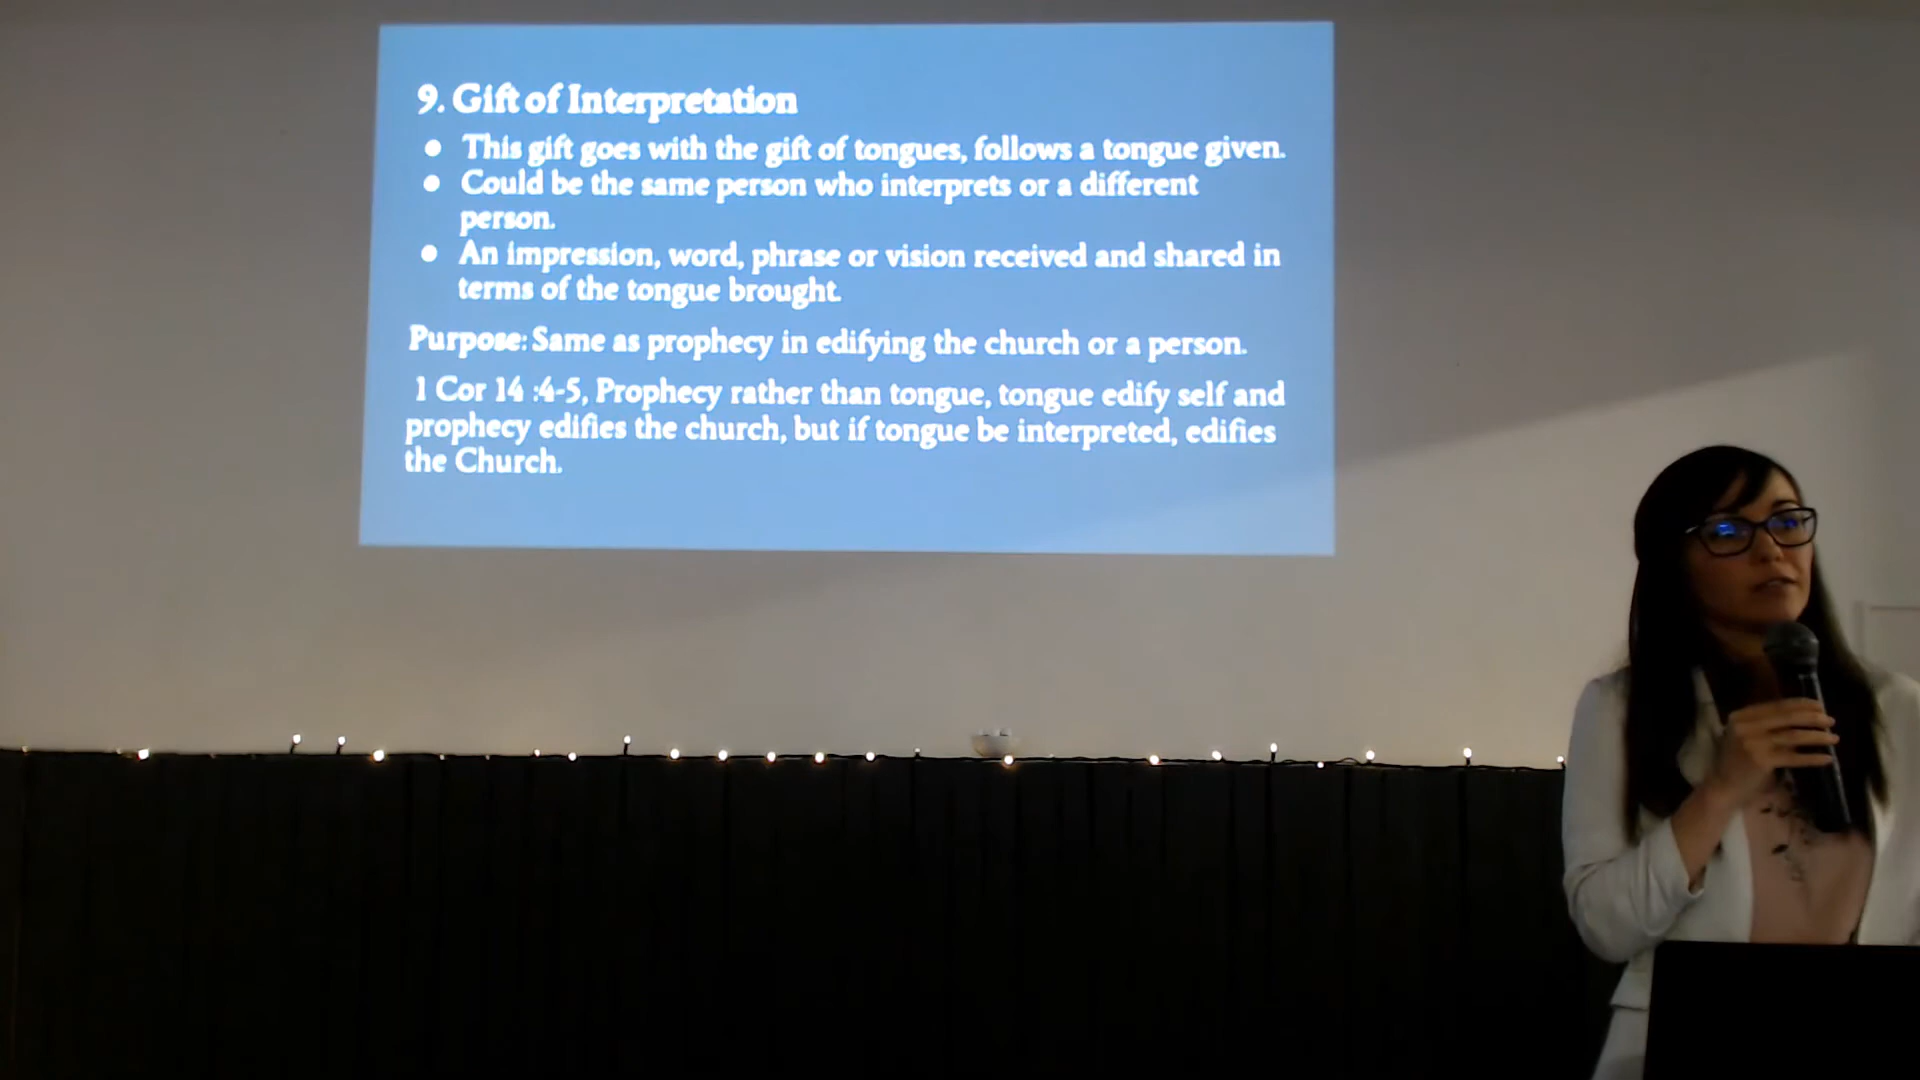 9. Gift of Interpretation
● This gift goes with the gift of tongues, follows a tongue given.
● Could be the same person who interprets or a different
person.
● An impression, word, phrase or vision received and shared in
terms of the tongue brought.
Purpose: Same as prophecy in edifying the church or a person.
1 Cor 14 :4-5, Prophecy rather than tongue, tongue edify self and
prophecy edifies the church, but if tongue be interpreted, edifies
the Church.